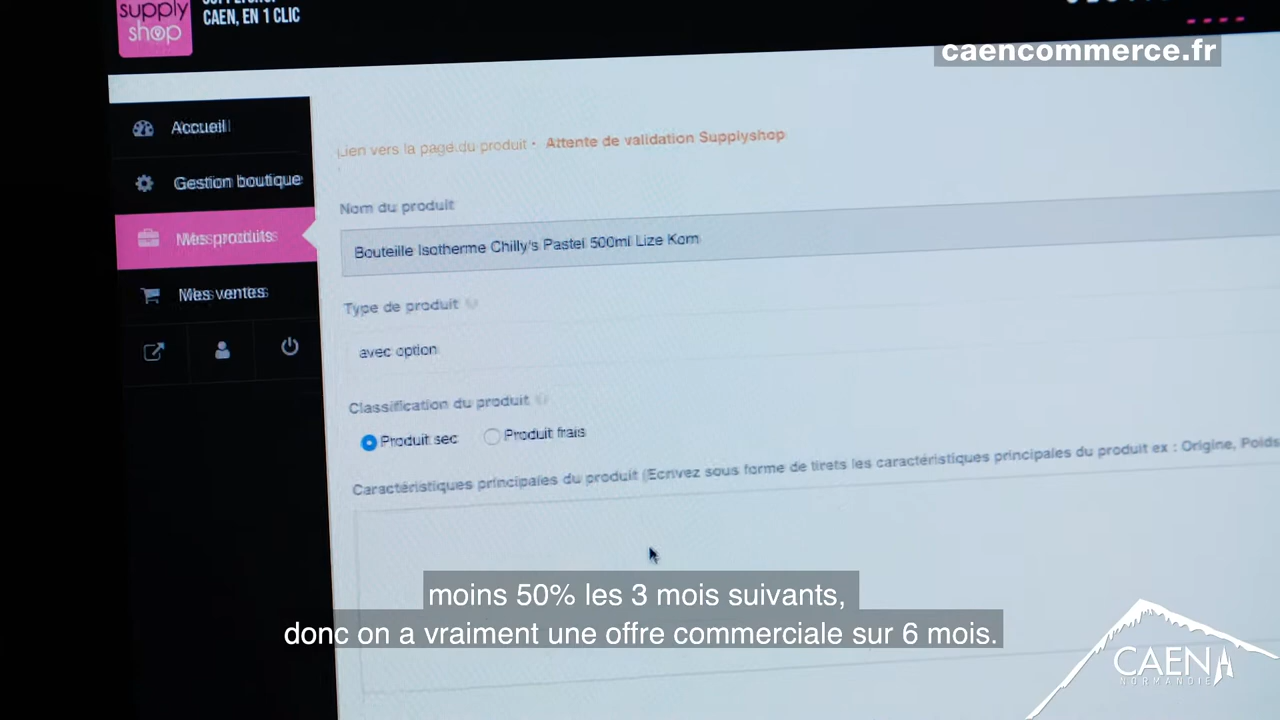 supply
shop
CAEN, EN 1 CLIC
caencommerce.fr
Accueil
Gestion boutique
Mes produits
Mes ventes
Lien vers la page du produit • Attente de validation Supplyshop
Nom du produit
Bouteille Isotherme Chilly's Pastel 500ml Lize Korn
Type de produit
avec option
Classification du produit
Produit sec
Produit frais
Caractéristiques principales du produit (Ecrivez sous forme de tirets les caractéristiques principales du produit ex : Origine, Poids
moins 50% les 3 mois suivants,
donc on a vraiment une offre commerciale sur 6 mois.
CAEN
NORMANDIE